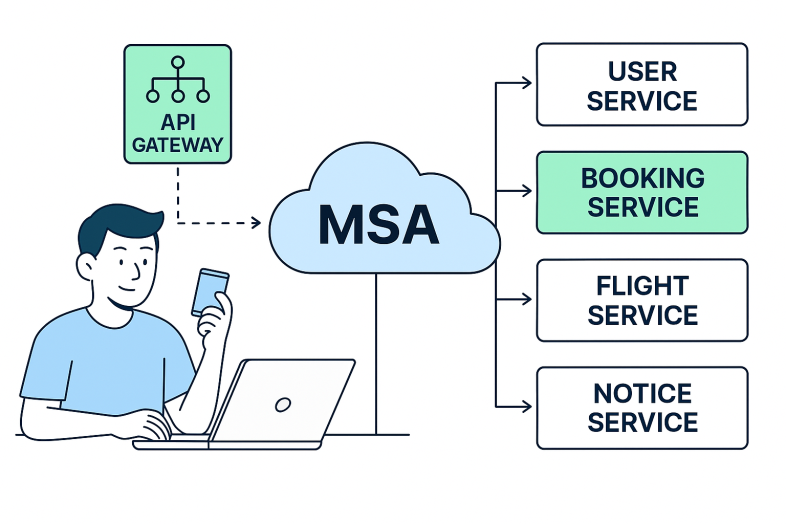 API
GATEWAY
MSA
USER
SERVICE
BOOKING
SERVICE
FLIGHT
SERVICE
NOTICE
SERVICE